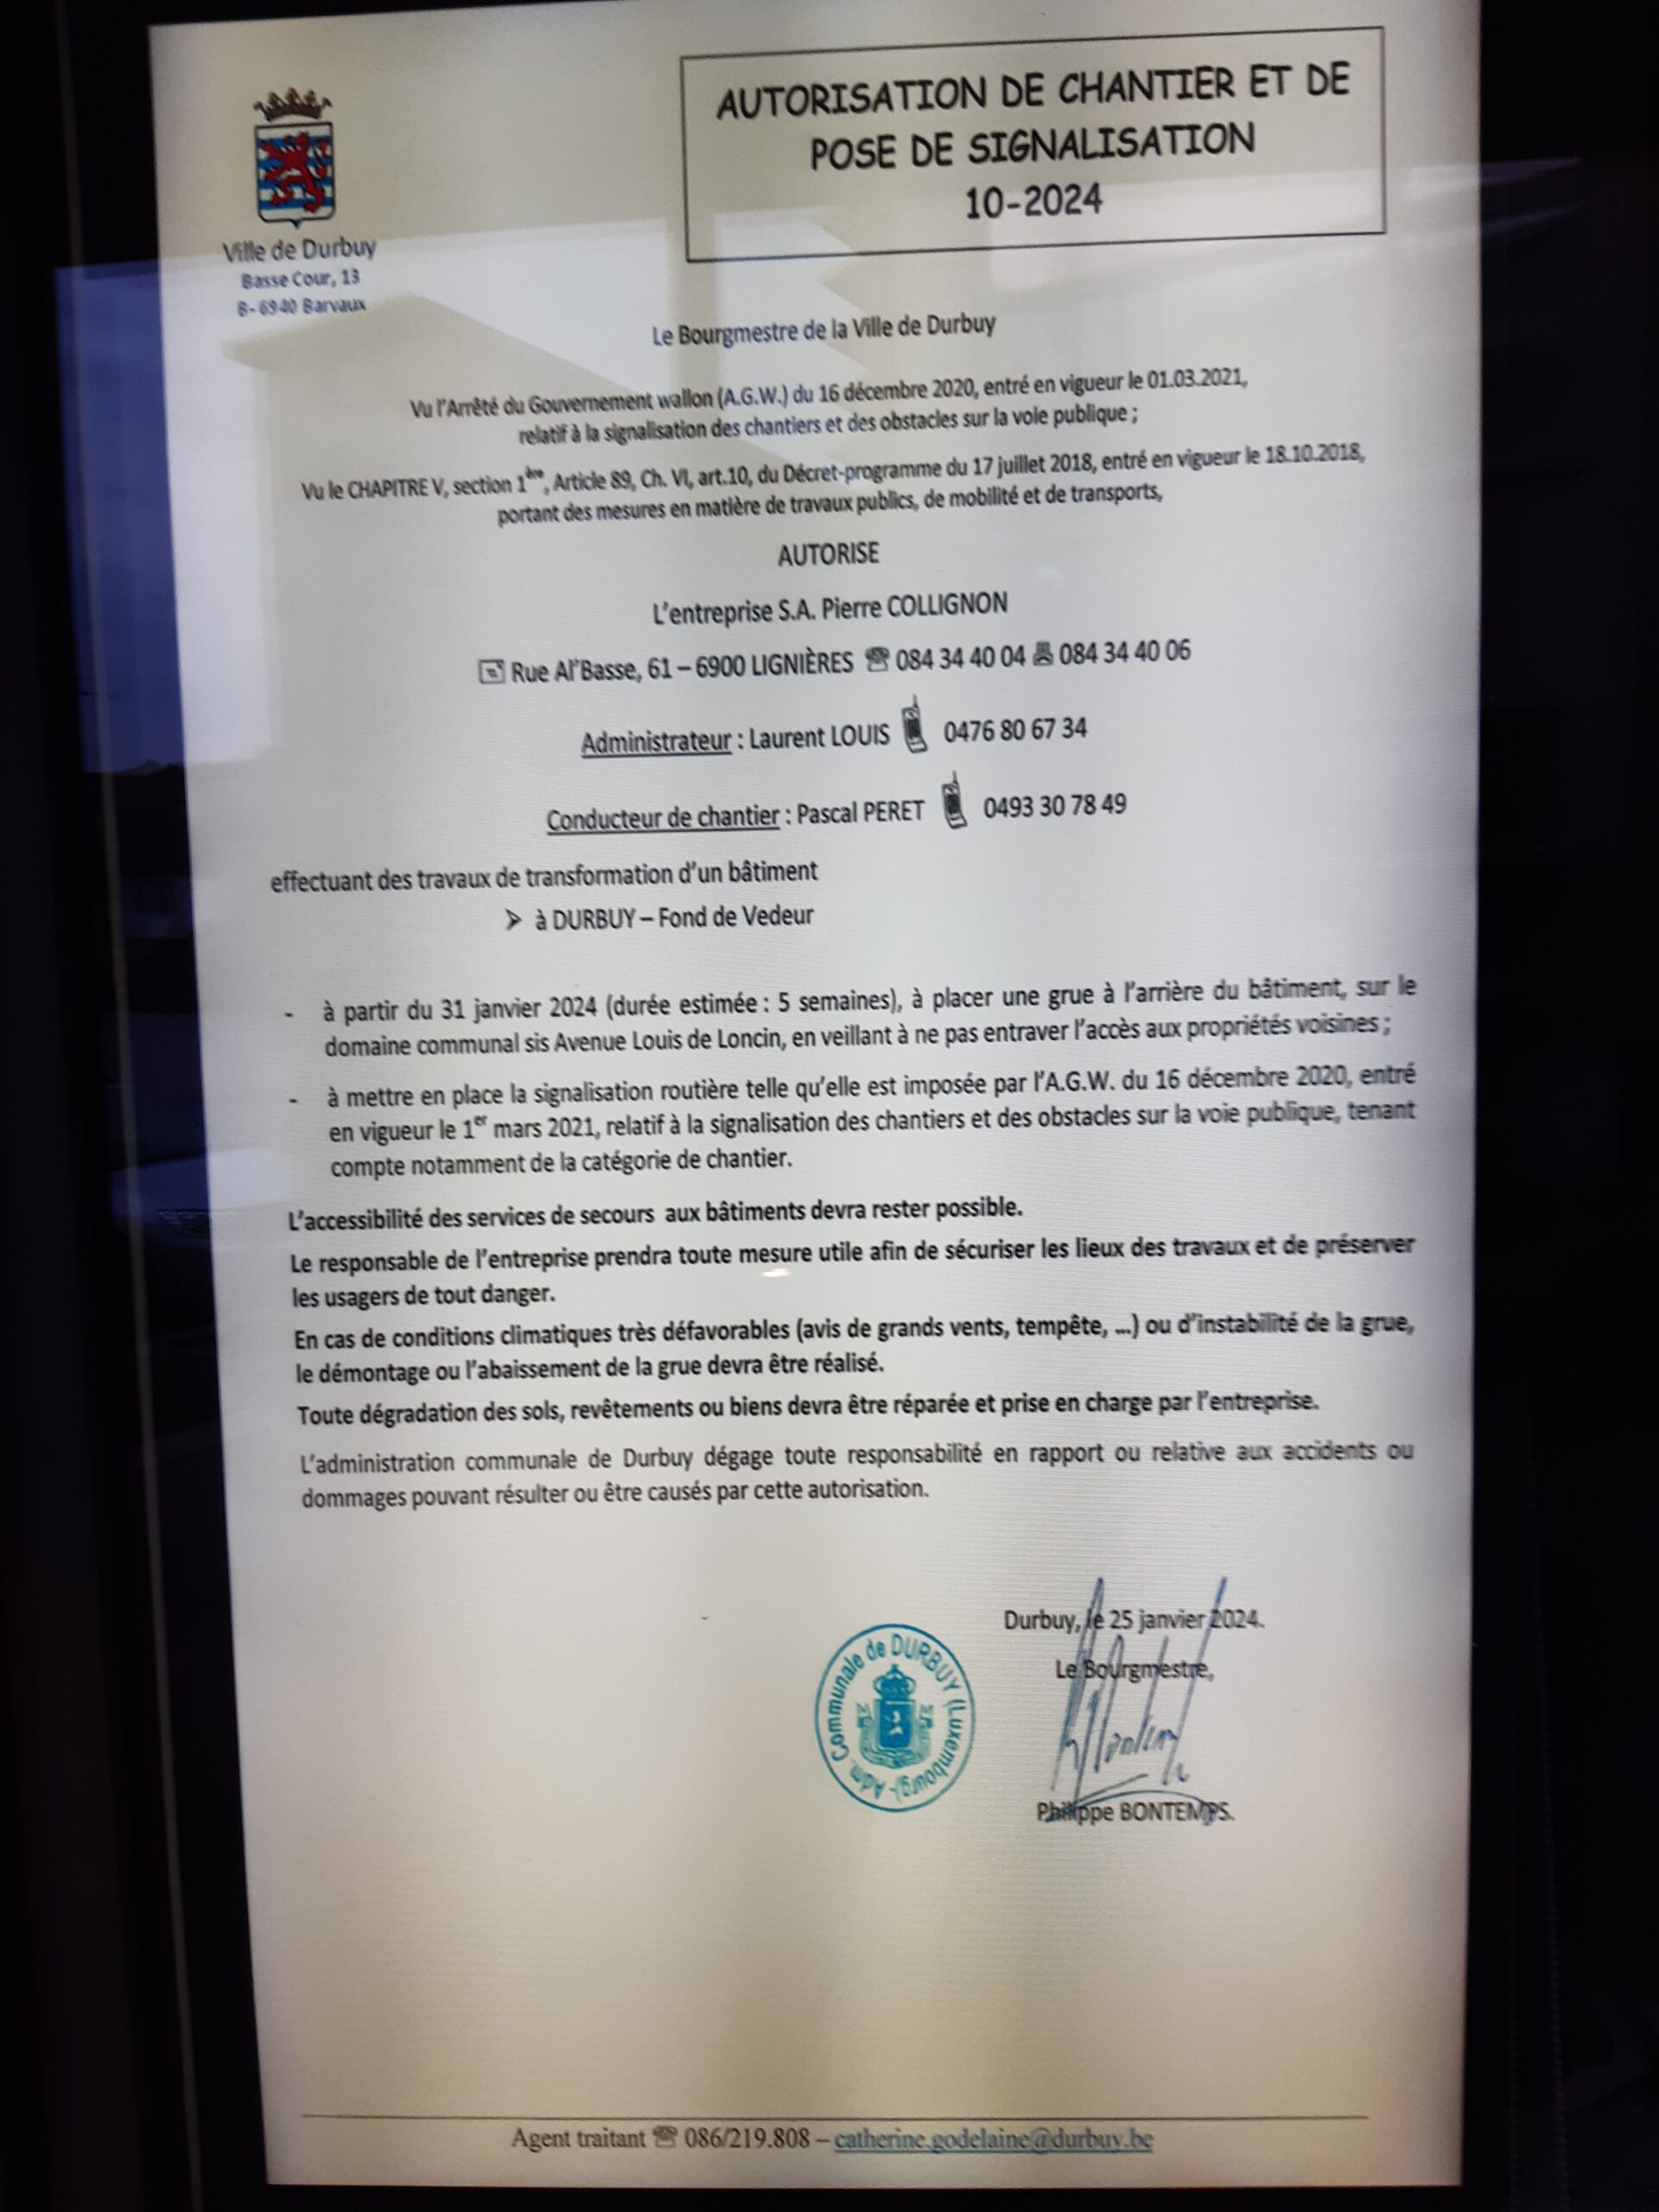 AUTORISATION DE CHANTIER ET DE
POSE DE SIGNALISATION
10-2024
Ville de Durbuy
Basse Cour, 13
B- 6940 Barvaux
Le Bourgmestre de la Ville de Durbuy
Vu l'Arrêté du Gouvernement wallon (A.G.W.) du 16 décembre 2020, entré en vigueur le 01.03.2021,
relatif à la signalisation des chantiers et des obstacles sur la voie publique ;
Vu le CHAPITRE V, section 1ère, Article 89, Ch. VI, art.10, du Décret-programme du 17 juillet 2018, entré en vigueur le 18.10.2018,
portant des mesures en matière de travaux publics, de mobilité et de transports,
AUTORISE
L'entreprise S.A. Pierre COLLIGNON
Rue Al'Basse, 61 – 6900 LIGNIÈRES 084 34 40 04 084 34 40 06
Administrateur : Laurent LOUIS 0476 80 67 34
Conducteur de chantier : Pascal PERET 0493 30 78 49
effectuant des travaux de transformation d'un bâtiment
➢ à DURBUY – Fond de Vedeur
- à partir du 31 janvier 2024 (durée estimée : 5 semaines), à placer une grue à l'arrière du bâtiment, sur le
domaine communal sis Avenue Louis de Loncin, en veillant à ne pas entraver l'accès aux propriétés voisines ;
- à mettre en place la signalisation routière telle qu'elle est imposée par l'A.G.W. du 16 décembre 2020, entré
en vigueur le 1er mars 2021, relatif à la signalisation des chantiers et des obstacles sur la voie publique, tenant
compte notamment de la catégorie de chantier.
L'accessibilité des services de secours aux bâtiments devra rester possible.
Le responsable de l'entreprise prendra toute mesure utile afin de sécuriser les lieux des travaux et de préserver
les usagers de tout danger.
En cas de conditions climatiques très défavorables (avis de grands vents, tempête, ...) ou d'instabilité de la grue,
le démontage ou l'abaissement de la grue devra être réalisé.
Toute dégradation des sols, revêtements ou biens devra être réparée et prise en charge par l'entreprise.
L'administration communale de Durbuy dégage toute responsabilité en rapport ou relative aux accidents ou
dommages pouvant résulter ou être causés par cette autorisation.
Durbuy, le 25 janvier 2024.
Le Bourgmestre,
Adm. Communale de DURBUY (Luxembourg)-
Philippe BONTEMPS.
Agent traitant 086/219.808 – catherine.godelaine@durbuy.be